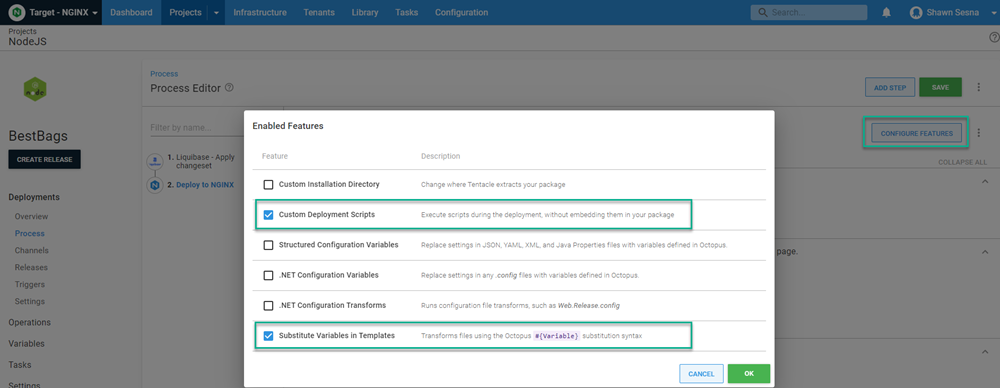 Target - NGINX Dashboard Projects Infrastructure Tenants Library Tasks Configuration Search... Shawn Sesna
Projects
NodeJS
Process
Process Editor
ADD STEP SAVE
Filter by name...
CONFIGURE FEATURES
COLLAPSE ALL
BestBags
CREATE RELEASE
1. Liquibase - Apply
changeset
2. Deploy to NGINX
Deployments
Overview
Process
Channels
Releases
Triggers
Settings
Operations
Variables
Tasks
Settings
Enabled Features
Feature Description
Custom Installation Directory Change where Tentacle extracts your package
Custom Deployment Scripts Execute scripts during the deployment, without embedding them in your package
Structured Configuration Variables Replace settings in JSON, YAML, XML, and Java Properties files with variables defined in Octopus.
.NET Configuration Variables Replace settings in any .config files with variables defined in Octopus.
.NET Configuration Transforms Runs configuration file transforms, such as Web.Release.config
Substitute Variables in Templates Transforms files using the Octopus #{Variable} substitution syntax
CANCEL OK
page.